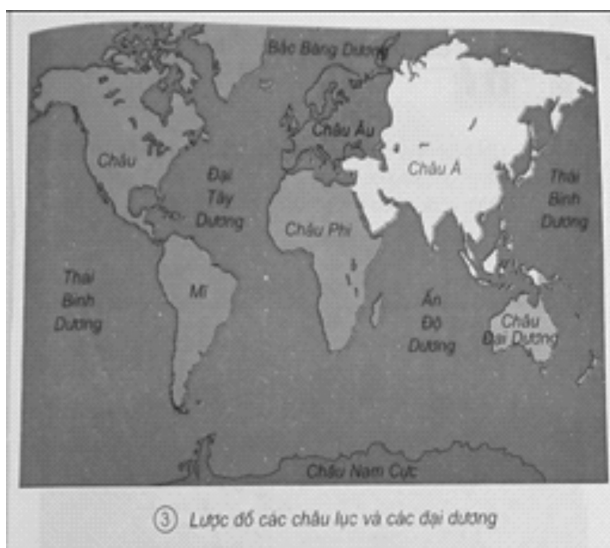 Bắc Băng Dương
Châu Âu
Châu
Châu Á
Đại
Tây
Dương
Thái
Bình
Dương
Châu Phi
Thái
Bình
Dương
Mĩ
Ấn
Độ
Dương
Châu
Đại Dương
Châu Nam Cực
3 Lược đồ các châu lục và các đại dương